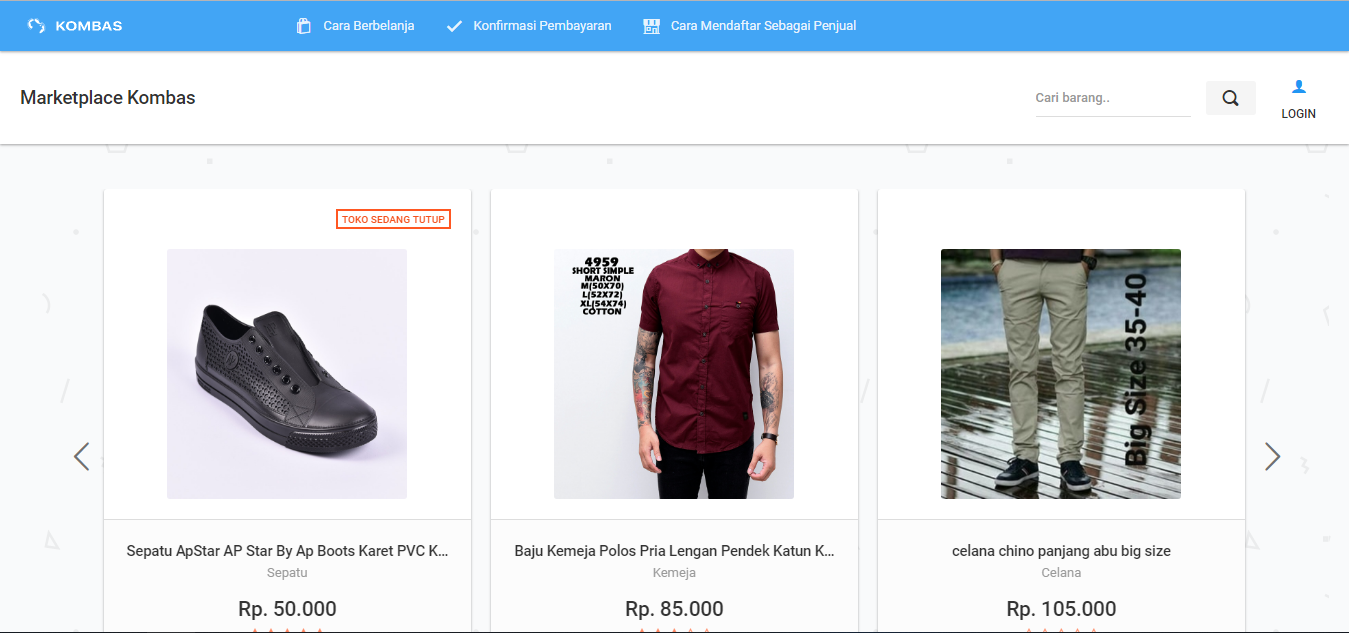 KOMBAS
Cara Berbelanja
Konfirmasi Pembayaran
Cara Mendaftar Sebagai Penjual
Marketplace Kombas
Cari barang..
LOGIN
TOKO SEDANG TUTUP
4959
SHORT SIMPLE
MARON
M(50X70)
L(52X72)
XL(54X74)
COTTON
Big Size 35-40
Sepatu ApStar AP Star By Ap Boots Karet PVC K...
Sepatu
Rp. 50.000
Baju Kemeja Polos Pria Lengan Pendek Katun K...
Kemeja
Rp. 85.000
celana chino panjang abu big size
Celana
Rp. 105.000